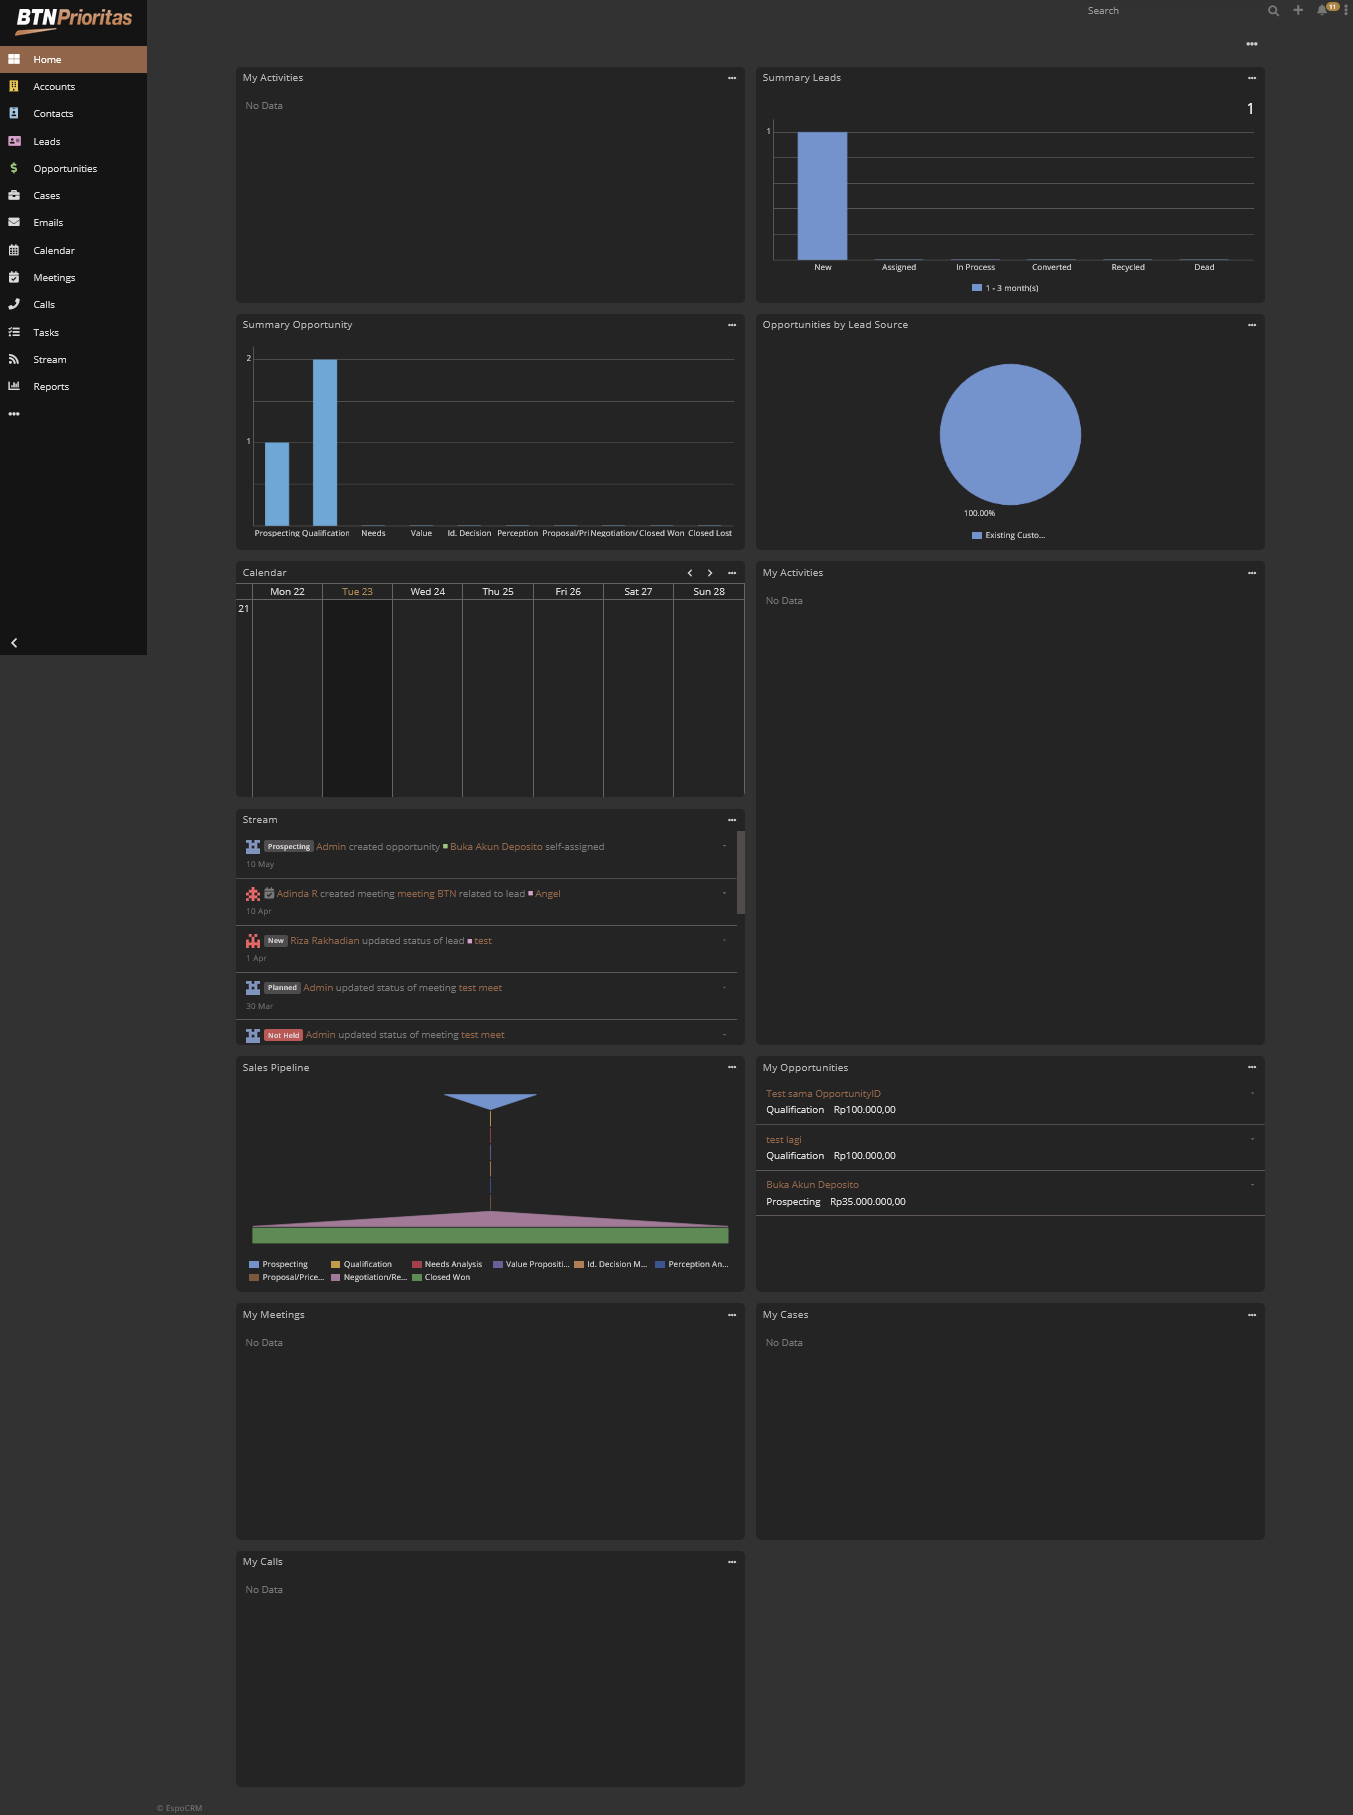 BTNPrioritas
Home
Accounts
Contacts
Leads
Opportunities
Cases
Emails
Calendar
Meetings
Calls
Tasks
Stream
Reports
Search
11
My Activities
No Data
Summary Leads
1
1
New Assigned In Process Converted Recycled Dead
1 - 3 month(s)
Summary Opportunity
2
1
Prospecting Qualification Needs Value Id. Decision Perception Proposal/Pri Negotiation/ Closed Won Closed Lost
Opportunities by Lead Source
100.00%
Existing Custo...
Calendar
Mon 22 Tue 23 Wed 24 Thu 25 Fri 26 Sat 27 Sun 28
21
My Activities
No Data
Stream
Prospecting Admin created opportunity Buka Akun Deposito self-assigned
10 May
Adinda R created meeting meeting BTN related to lead Angel
10 Apr
New Riza Rakhadian updated status of lead test
1 Apr
Planned Admin updated status of meeting test meet
30 Mar
Not Held Admin updated status of meeting test meet
Sales Pipeline
Prospecting Qualification Needs Analysis Value Propositi... Id. Decision M... Perception An...
Proposal/Price... Negotiation/Re... Closed Won
My Opportunities
Test sama OpportunityID
Qualification Rp100.000,00
test lagi
Qualification Rp100.000,00
Buka Akun Deposito
Prospecting Rp35.000.000,00
My Meetings
No Data
My Cases
No Data
My Calls
No Data
© EspoCRM